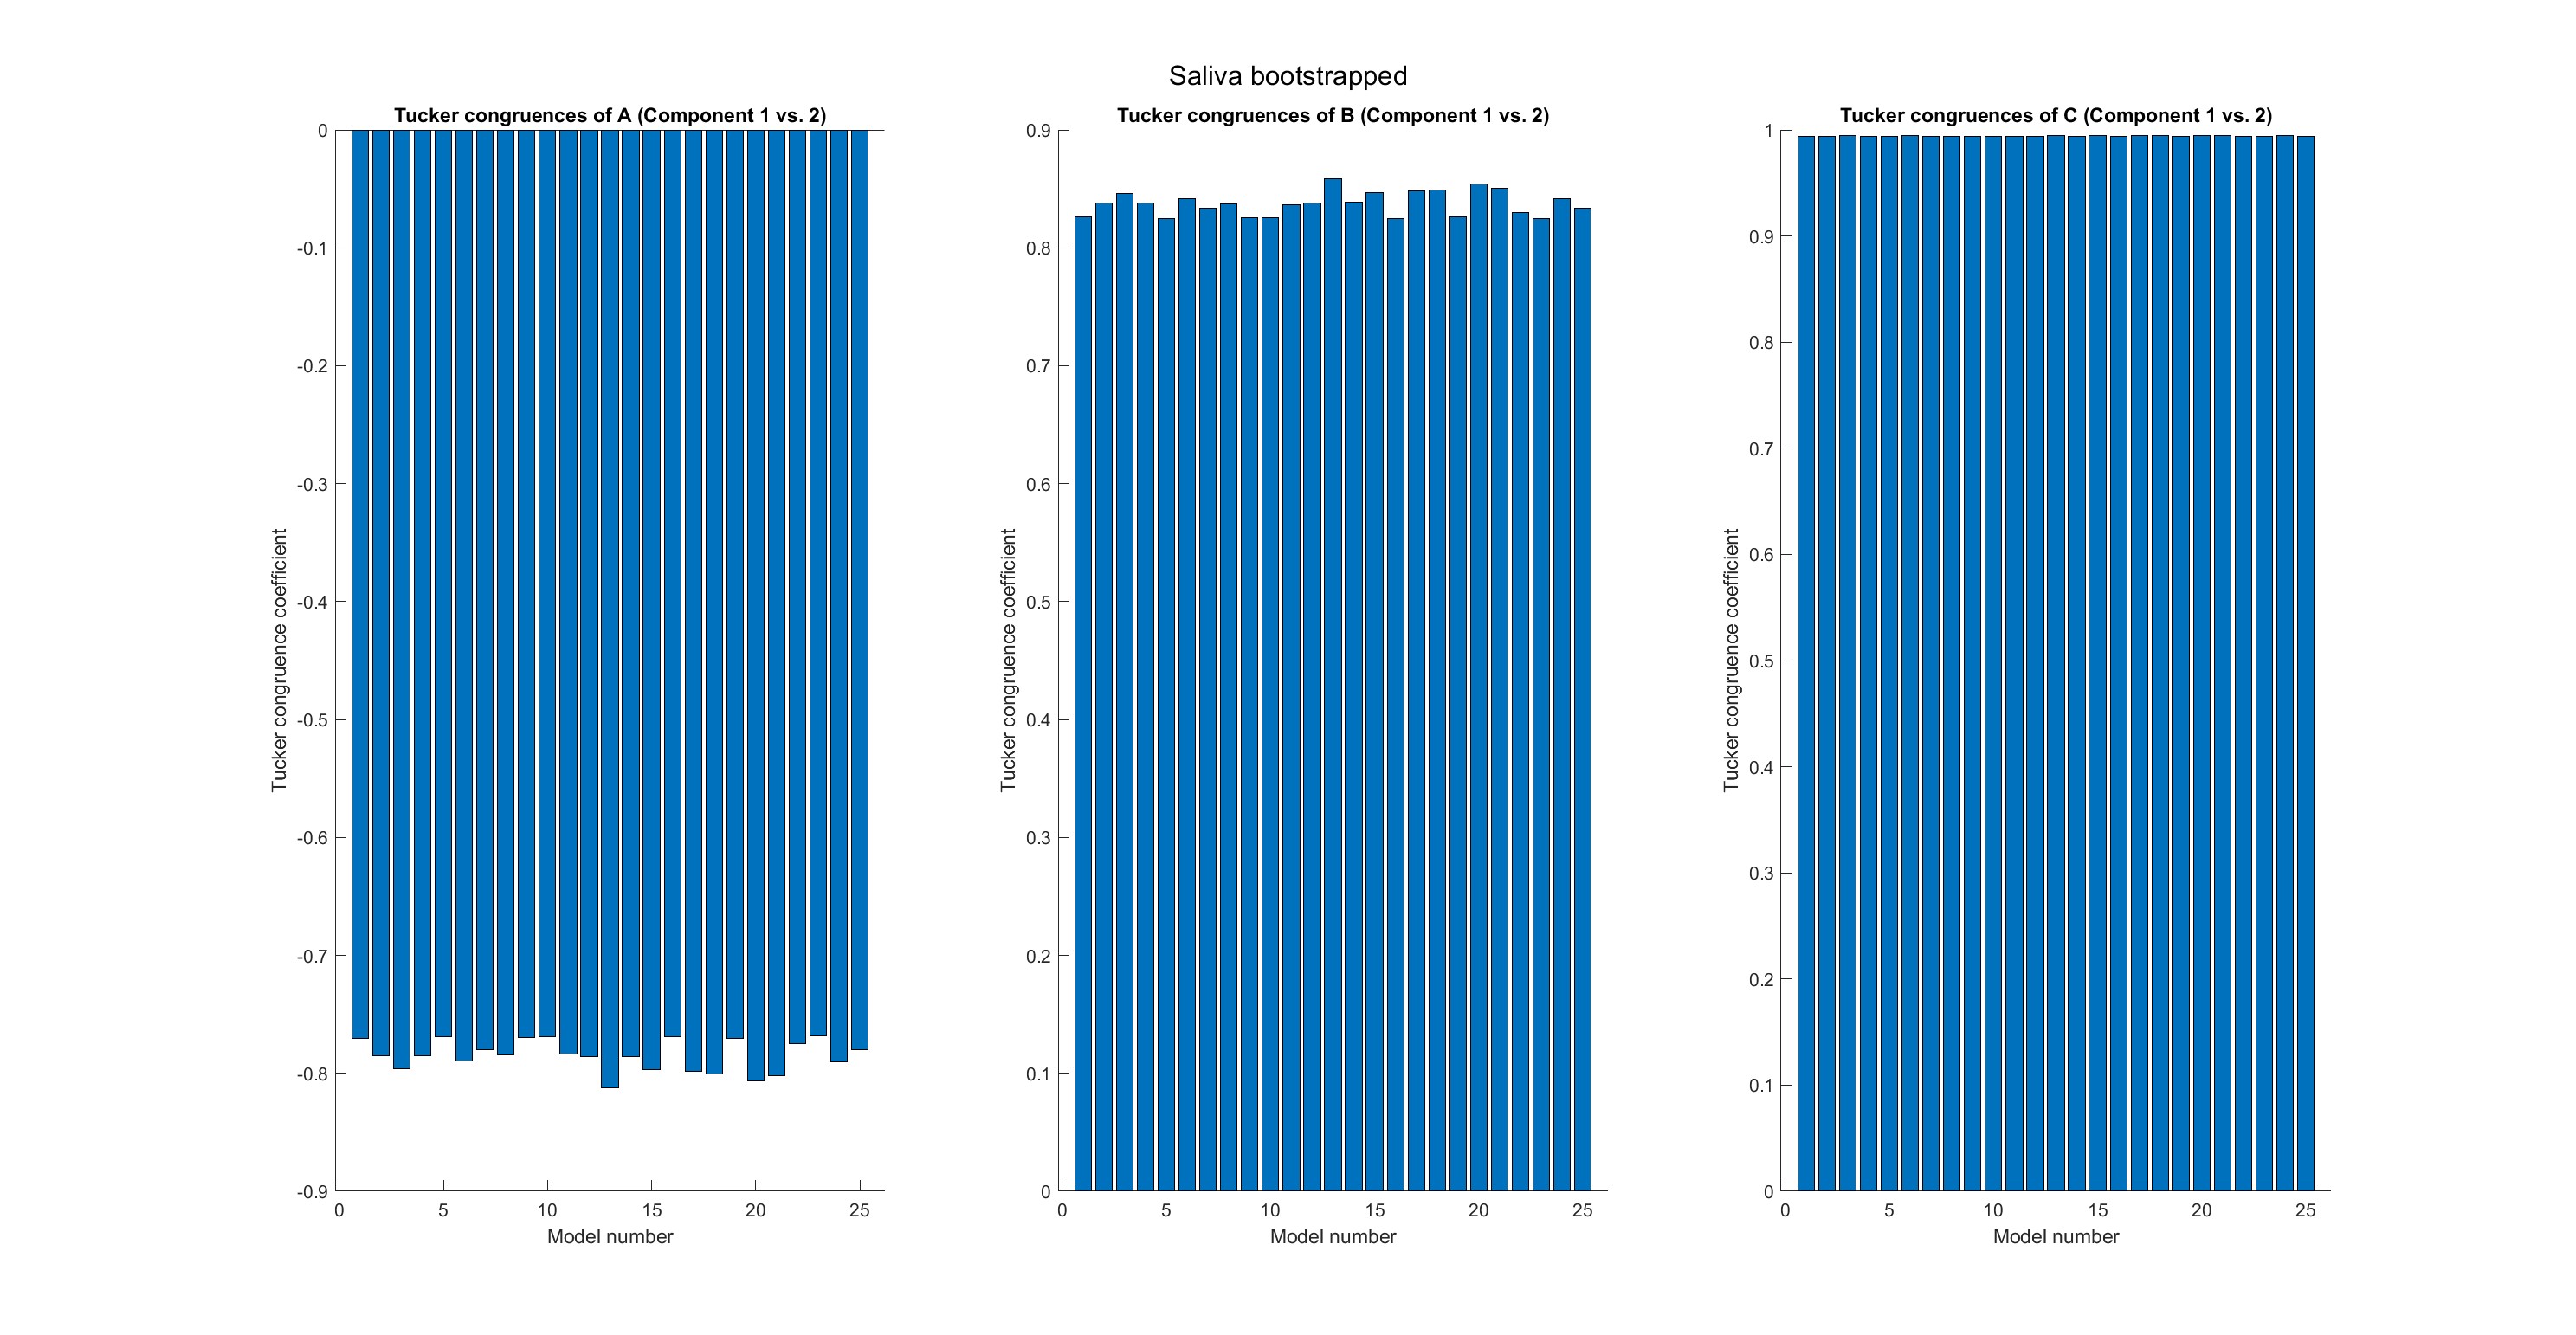 Saliva bootstrapped
Tucker congruences of A (Component 1 vs. 2)
0
-0.1
-0.2
-0.3
-0.4
-0.5
-0.6
-0.7
-0.8
-0.9
Tucker congruence coefficient
0 5 10 15 20 25
Model number
Tucker congruences of B (Component 1 vs. 2)
0.9
0.8
0.7
0.6
0.5
0.4
0.3
0.2
0.1
0
Tucker congruence coefficient
0 5 10 15 20 25
Model number
Tucker congruences of C (Component 1 vs. 2)
1
0.9
0.8
0.7
0.6
0.5
0.4
0.3
0.2
0.1
0
Tucker congruence coefficient
0 5 10 15 20 25
Model number